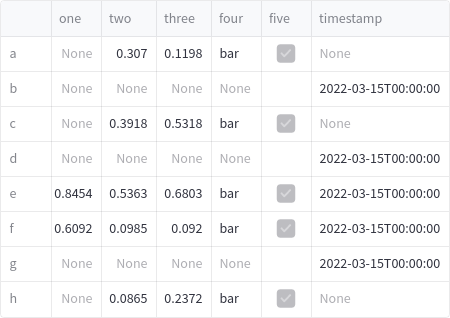 one two three four five timestamp
a None 0.307 0.1198 bar None
b None None None None 2022-03-15T00:00:00
c None 0.3918 0.5318 bar None
d None None None None 2022-03-15T00:00:00
e 0.8454 0.5363 0.6803 bar 2022-03-15T00:00:00
f 0.6092 0.0985 0.092 bar 2022-03-15T00:00:00
g None None None None 2022-03-15T00:00:00
h None 0.0865 0.2372 bar None